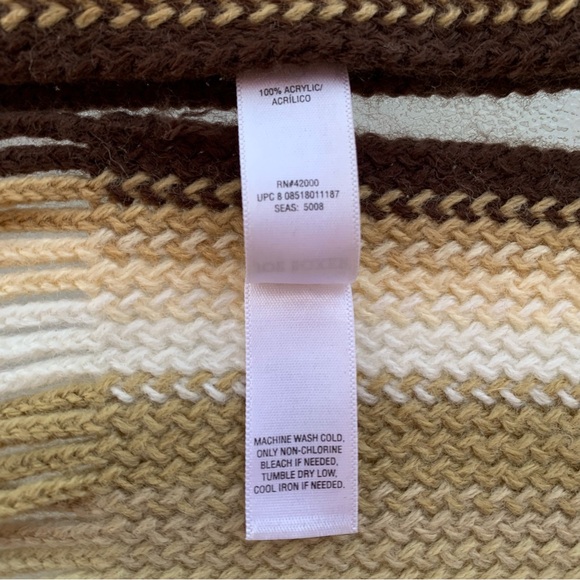 100% ACRYLIC/
ACRÍLICO
RN#42000
UPC 8 08518011187
SEAS: 5008
MACHINE WASH COLD,
ONLY NON-CHLORINE
BLEACH IF NEEDED,
TUMBLE DRY LOW,
COOL IRON IF NEEDED.